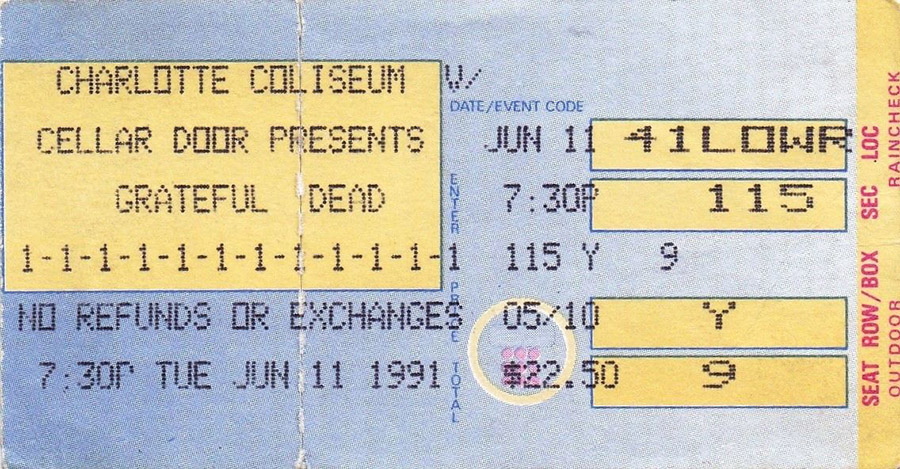 CHARLOTTE COLISEUM W/
DATE/EVENT CODE
CELLAR DOOR PRESENTS JUN 11 41LOWR
GRATEFUL DEAD 7:30P 115
1-1-1-1-1-1-1-1-1-1-1-1 115 Y 9
NO REFUNDS OR EXCHANGES 05/10 Y
7:30P TUE JUN 11 1991 $22.50 9
ENTER PRICE TOTAL
SEAT ROW/BOX SEC LOC
OUTDOOR RAINCHECK